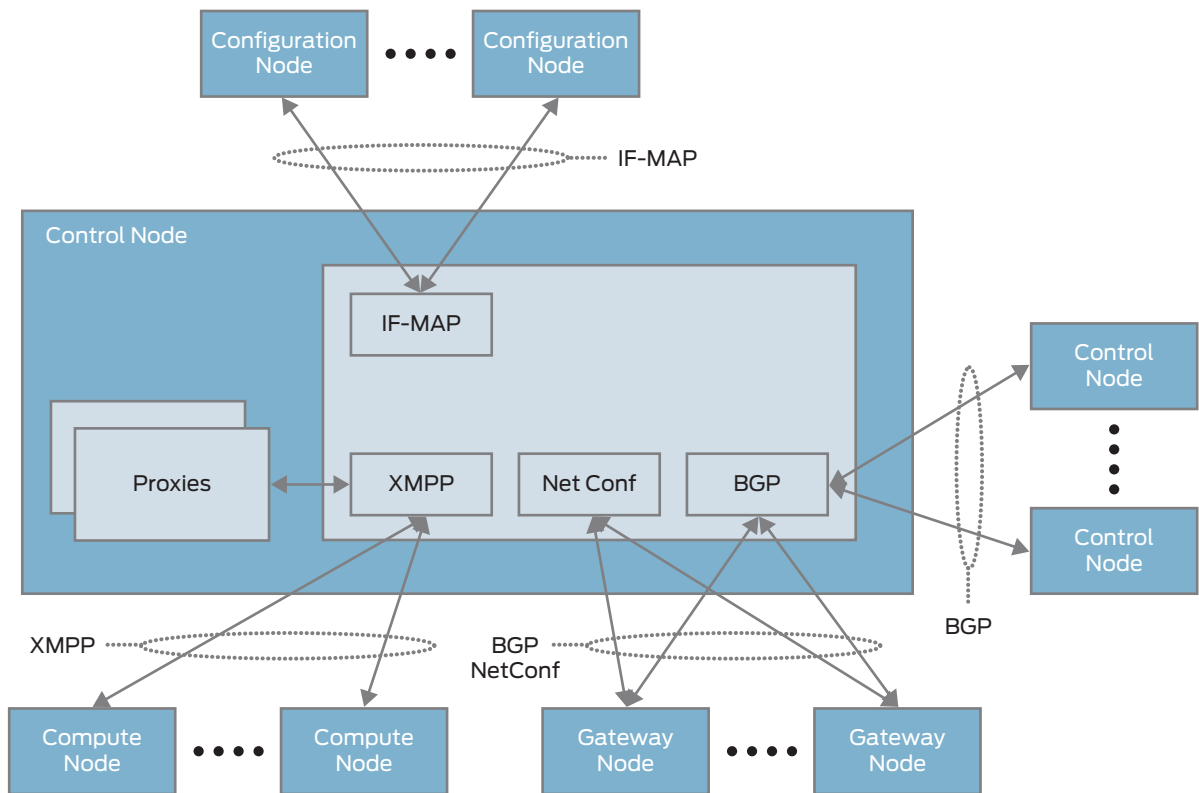 Configuration
Node
Configuration
Node
IF-MAP
Control Node
IF-MAP
Control
Node
Proxies
XMPP
Net Conf
BGP
Control
Node
XMPP
BGP
NetConf
BGP
Compute
Node
Compute
Node
Gateway
Node
Gateway
Node